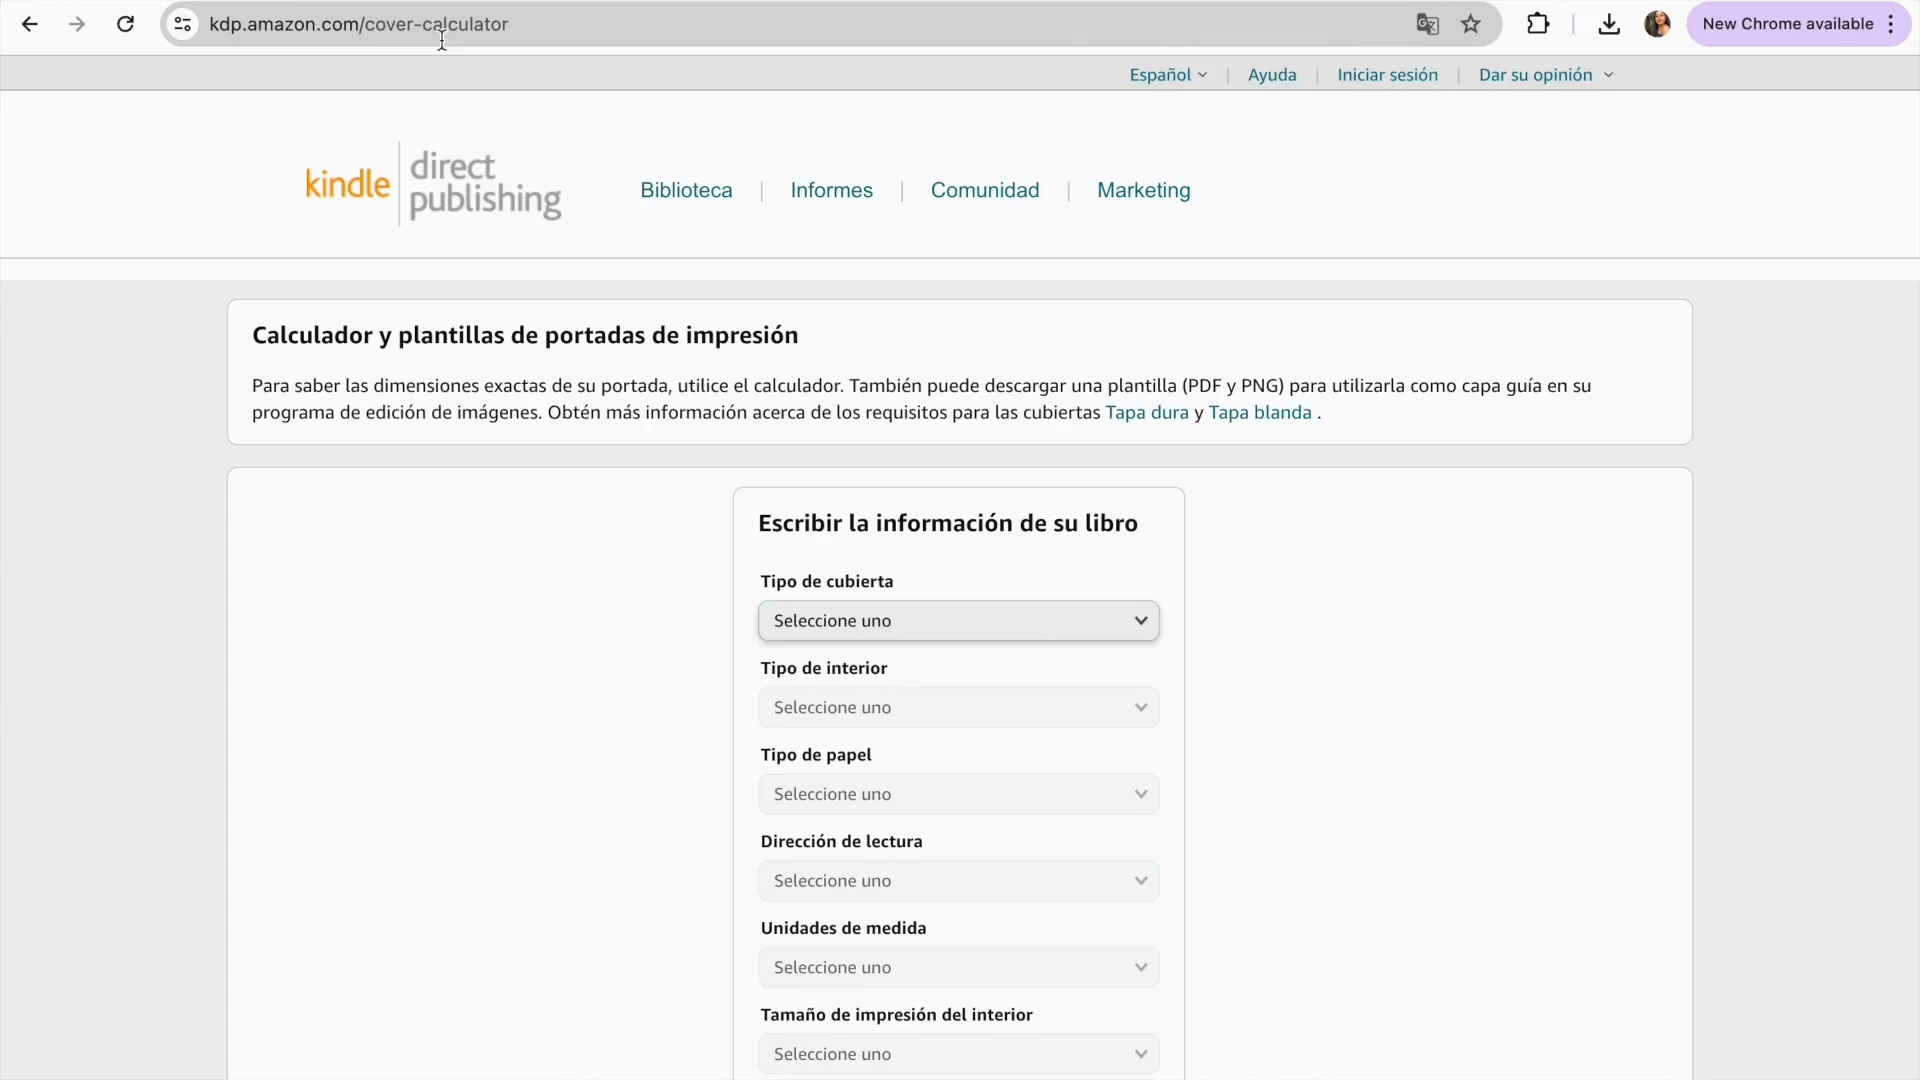 kdp.amazon.com/cover-calculator
New Chrome available
Español
Ayuda
Iniciar sesión
Dar su opinión
kindle direct publishing
Biblioteca
Informes
Comunidad
Marketing
Calculador y plantillas de portadas de impresión
Para saber las dimensiones exactas de su portada, utilice el calculador. También puede descargar una plantilla (PDF y PNG) para utilizarla como capa guía en su
programa de edición de imágenes. Obtén más información acerca de los requisitos para las cubiertas Tapa dura y Tapa blanda .
Escribir la información de su libro
Tipo de cubierta
Seleccione uno
Tipo de interior
Seleccione uno
Tipo de papel
Seleccione uno
Dirección de lectura
Seleccione uno
Unidades de medida
Seleccione uno
Tamaño de impresión del interior
Seleccione uno